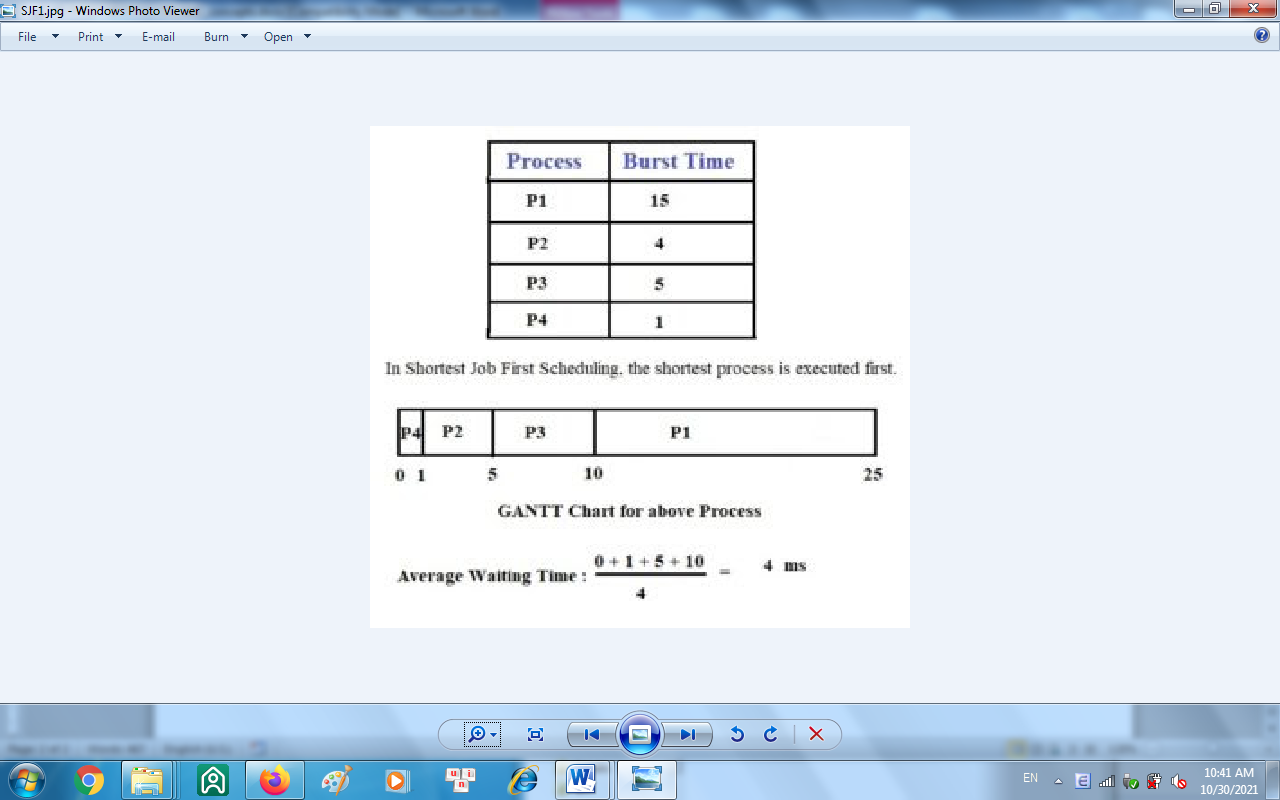 SJF1.jpg - Windows Photo Viewer
File Print E-mail Burn Open
Process Burst Time
P1 15
P2 4
P3 5
P4 1
In Shortest Job First Scheduling, the shortest process is executed first.
P4 P2 P3 P1
0 1 5 10 25
GANTT Chart for above Process
0 + 1 + 5 + 10
Average Waiting Time : = 4 ms
4
EN
10:41 AM
10/30/2021